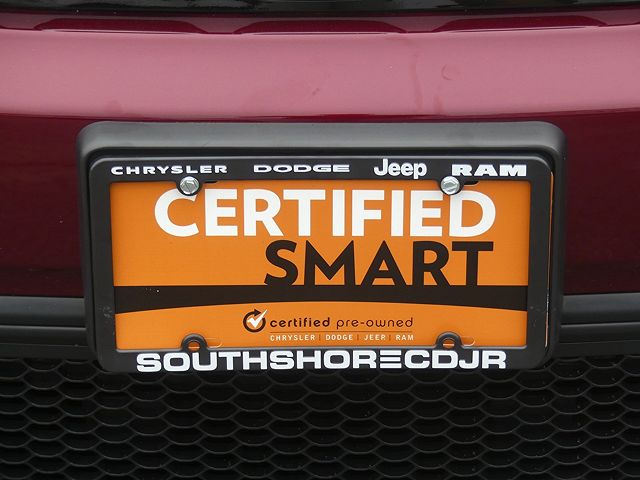 CHRYSLER DODGE Jeep RAM
CERTIFIED
SMART
certified pre-owned
CHRYSLER | DODGE | JEEP | RAM
SOUTHSHORECDJR